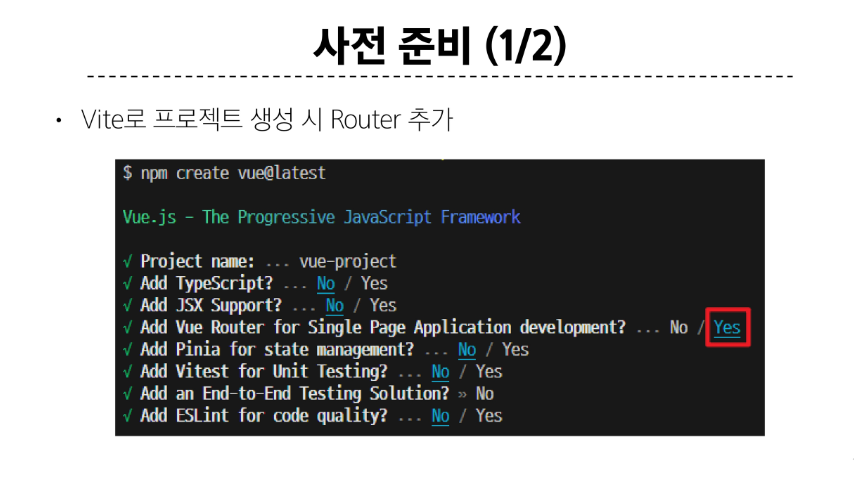 사전 준비 (1/2)
• Vite로 프로젝트 생성 시 Router 추가
$ npm create vue@latest
Vue.js - The Progressive JavaScript Framework
√ Project name: ... vue-project
√ Add TypeScript? ... No / Yes
√ Add JSX Support? ... No / Yes
√ Add Vue Router for Single Page Application development? ... No / Yes
√ Add Pinia for state management? ... No / Yes
√ Add Vitest for Unit Testing? ... No / Yes
√ Add an End-to-End Testing Solution? » No
√ Add ESLint for code quality? ... No / Yes